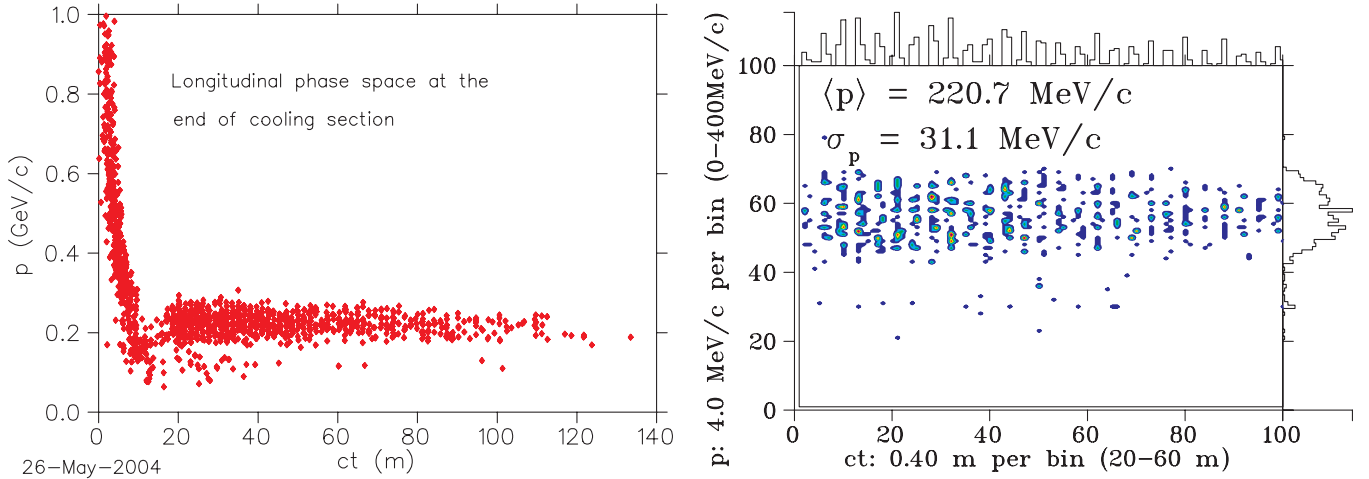 1.0
0.8
0.6
0.4
0.2
0.0
p (GeV/c)
Longitudinal phase space at the
end of cooling section
0 20 40 60 80 100 120 140
ct (m)
26-May-2004
p: 4.0 MeV/c per bin (0-400MeV/c)
100
80
60
40
20
0
⟨p⟩ = 220.7 MeV/c
σp = 31.1 MeV/c
0 20 40 60 80 100
ct: 0.40 m per bin (20-60 m)